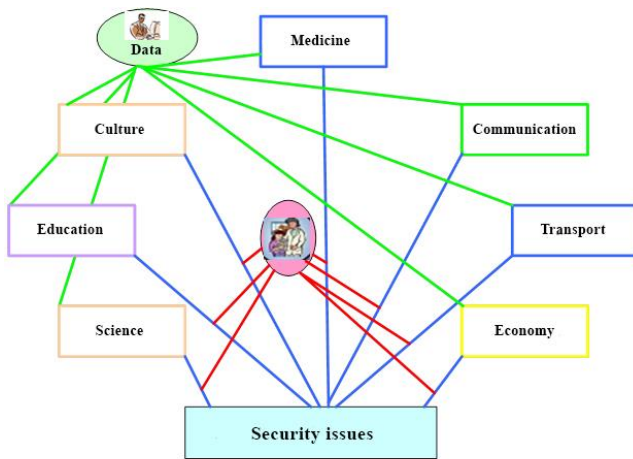 Data
Medicine
Culture
Communication
Education
Transport
Science
Economy
Security issues